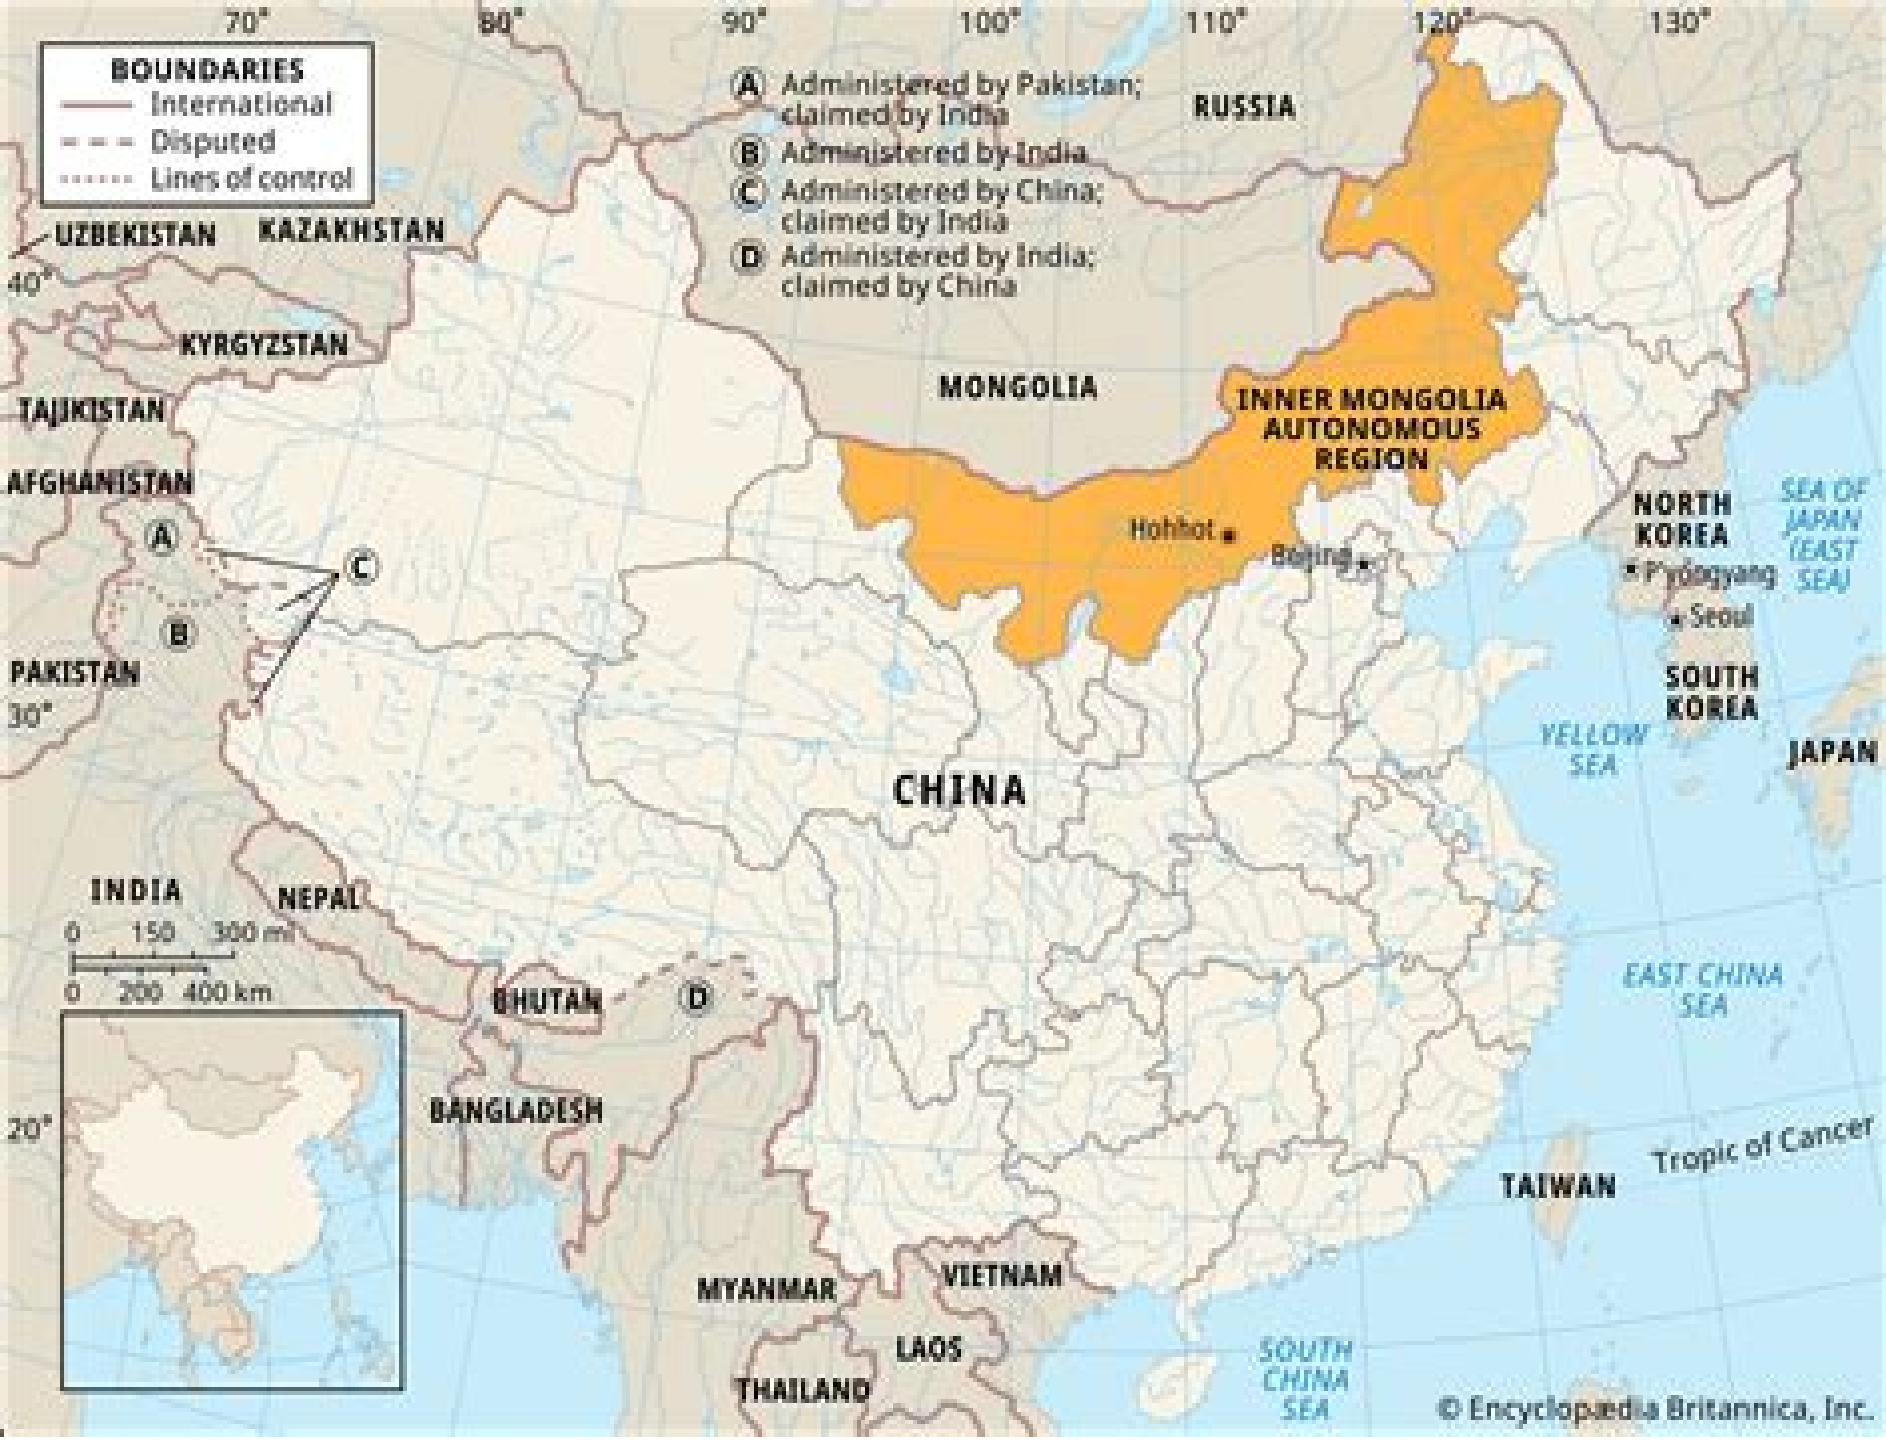 70°
80°
90°
100°
110°
120°
130°
BOUNDARIES
International
Disputed
Lines of control
A Administered by Pakistan;
claimed by India
B Administered by India
C Administered by China;
claimed by India
D Administered by India;
claimed by China
RUSSIA
UZBEKISTAN
KAZAKHSTAN
40°
KYRGYZSTAN
MONGOLIA
TAJIKISTAN
INNER MONGOLIA
AUTONOMOUS
REGION
AFGHANISTAN
NORTH
KOREA
SEA OF
JAPAN
(EAST
SEA)
A
Hohhot
Beijing
C
P'yŏngyang
B
Seoul
PAKISTAN
SOUTH
KOREA
30°
YELLOW
SEA
JAPAN
CHINA
INDIA
NEPAL
0 150 300 mi
0 200 400 km
BHUTAN
D
EAST CHINA
SEA
BANGLADESH
20°
Tropic of Cancer
TAIWAN
MYANMAR
VIETNAM
LAOS
THAILAND
SOUTH
CHINA
SEA
© Encyclopædia Britannica, Inc.